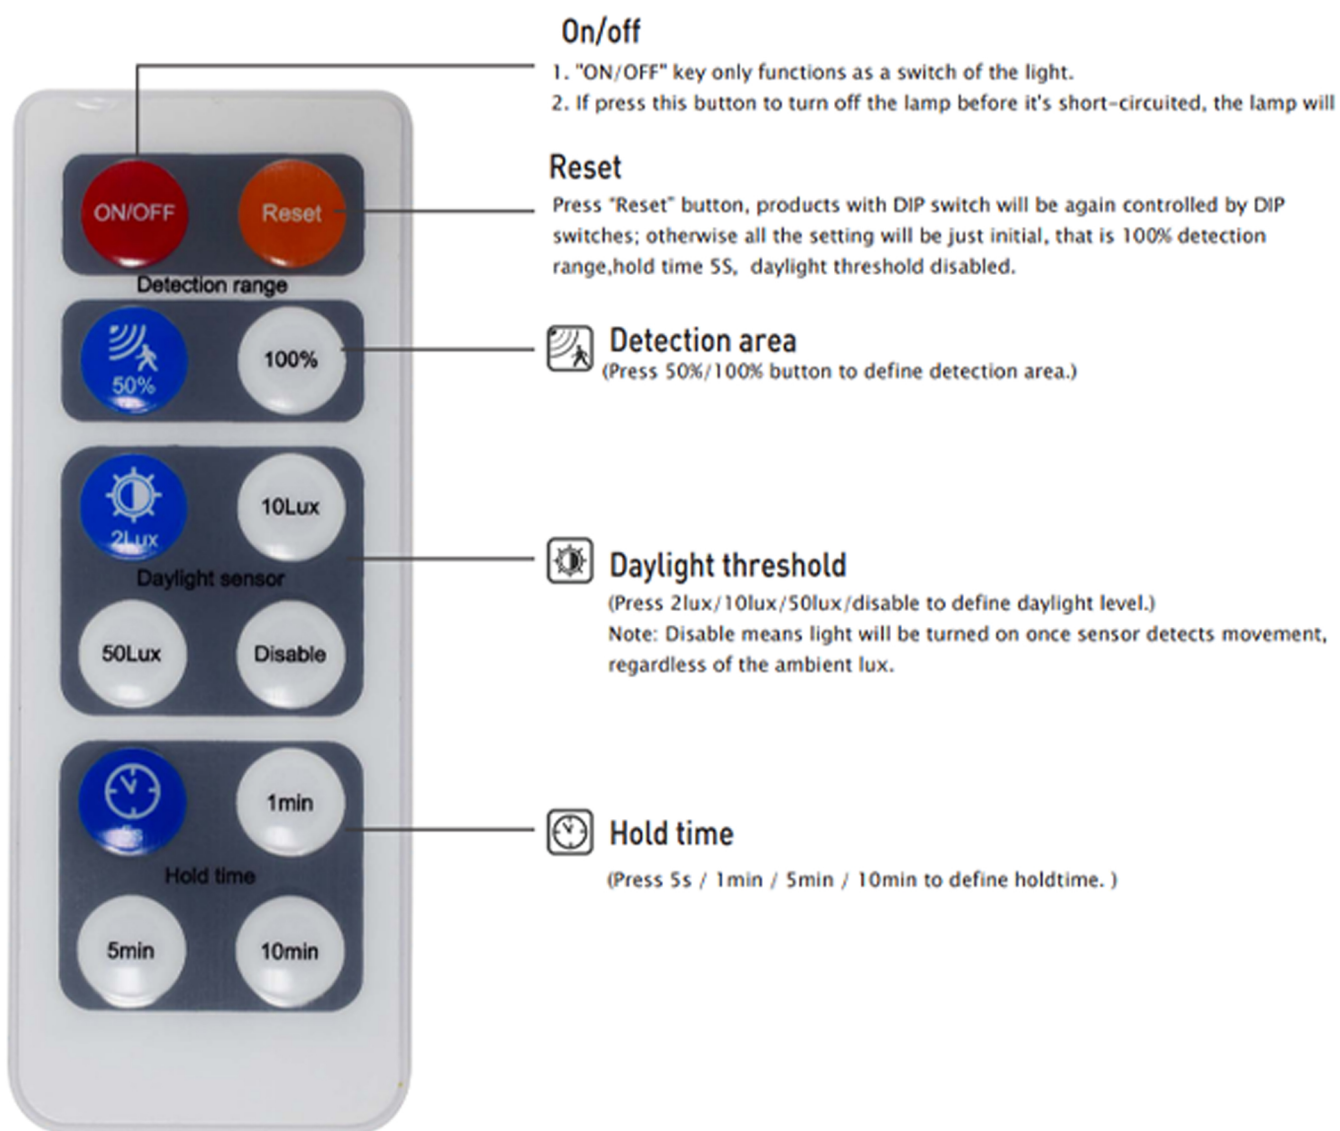 On/off
1. "ON/OFF" key only functions as a switch of the light.
2. If press this button to turn off the lamp before it's short-circuited, the lamp will
ON/OFF
Reset
Reset
Press "Reset" button, products with DIP switch will be again controlled by DIP
switches; otherwise all the setting will be just initial, that is 100% detection
range,hold time 5S, daylight threshold disabled.
Detection range
50%
100%
Detection area
(Press 50%/100% button to define detection area.)
2Lux
10Lux
Daylight sensor
50Lux
Disable
Daylight threshold
(Press 2lux/10lux/50lux/disable to define daylight level.)
Note: Disable means light will be turned on once sensor detects movement,
regardless of the ambient lux.
5s
1min
Hold time
5min
10min
Hold time
(Press 5s / 1min / 5min / 10min to define holdtime. )